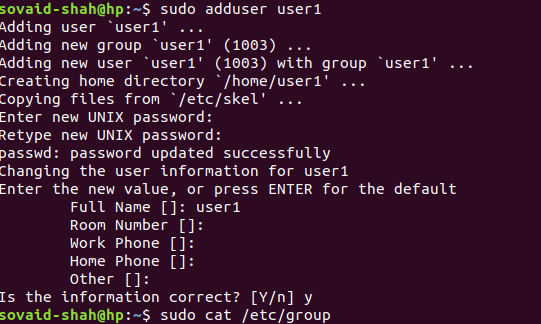 sovaid-shah@hp:~$ sudo adduser user1
Adding user `user1' ...
Adding new group `user1' (1003) ...
Adding new user `user1' (1003) with group `user1' ...
Creating home directory `/home/user1' ...
Copying files from `/etc/skel' ...
Enter new UNIX password:
Retype new UNIX password:
passwd: password updated successfully
Changing the user information for user1
Enter the new value, or press ENTER for the default
Full Name []: user1
Room Number []:
Work Phone []:
Home Phone []:
Other []:
Is the information correct? [Y/n] y
sovaid-shah@hp:~$ sudo cat /etc/group